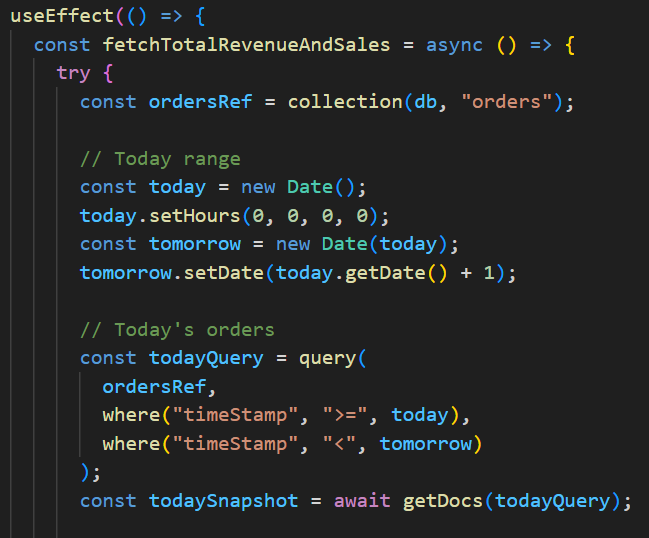 useEffect(() => {
const fetchTotalRevenueAndSales = async () => {
try {
const ordersRef = collection(db, "orders");
// Today range
const today = new Date();
today.setHours(0, 0, 0, 0);
const tomorrow = new Date(today);
tomorrow.setDate(today.getDate() + 1);
// Today's orders
const todayQuery = query(
ordersRef,
where("timeStamp", ">=", today),
where("timeStamp", "<", tomorrow)
);
const todaySnapshot = await getDocs(todayQuery);